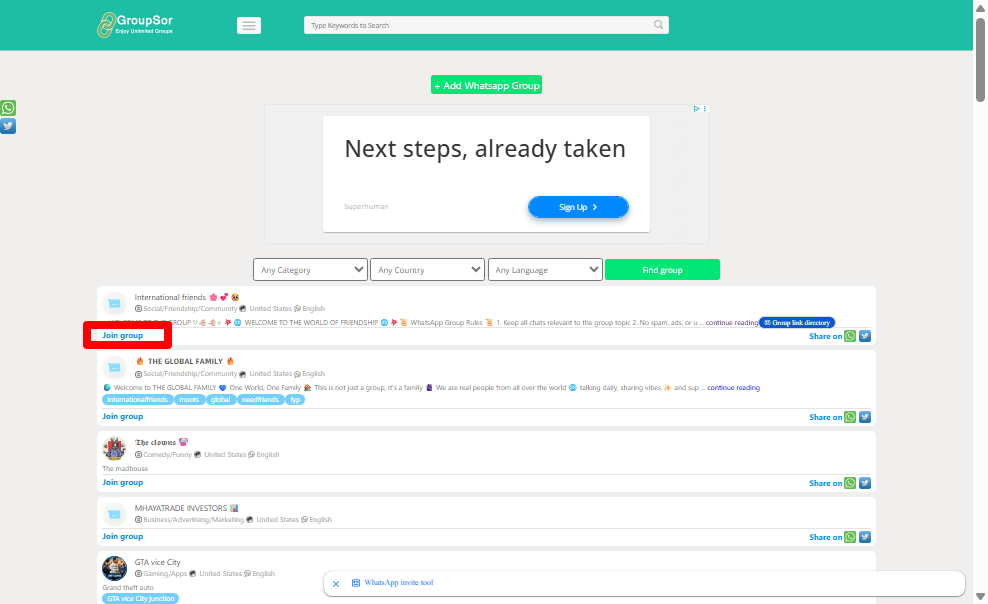 GroupSor
Enjoy Unlimited Groups
Type Keywords to Search
+ Add Whatsapp Group
Next steps, already taken
Superhuman
Sign Up
Any Category
Any Country
Any Language
Find group
International friends 🌸 💕 🥺
Social/Friendship/Community United States English
GROUP WELCOME TO THE WORLD OF FRIENDSHIP 🌐 📜 WhatsApp Group Rules 📜 1. Keep all chats relevant to the group topic 2. No spam, ads, or u ... continue reading Group link directory
Join group
Share on
🔥 THE GLOBAL FAMILY 🔥
Social/Friendship/Community United States English
Welcome to THE GLOBAL FAMILY 💙 One World, One Family This is not just a group, it's a family We are real people from all over the world 🌐 talking daily, sharing vibes ✨ and sup ... continue reading
internationalfriends moots global needfriends fyp
Join group
Share on
𝕿𝖍𝖊 𝖈𝖑𝖔𝖜𝖓𝖘 🤡
Comedy/Funny United States English
The madhouse
Join group
Share on
MHAYATRADE INVESTORS 📊
Business/Advertising/Marketing United States English
Join group
Share on
GTA vice City
Gaming/Apps United States English
Grand theft auto
GTA vice City junction
WhatsApp invite tool